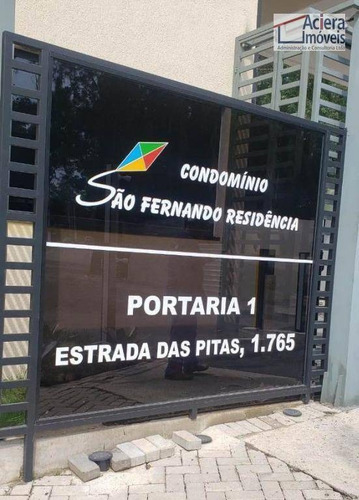 Aciera
Imóveis
Administração e Consultoria Ltda
CONDOMÍNIO
SÃO FERNANDO RESIDÊNCIA
PORTARIA 1
ESTRADA DAS PITAS, 1.765